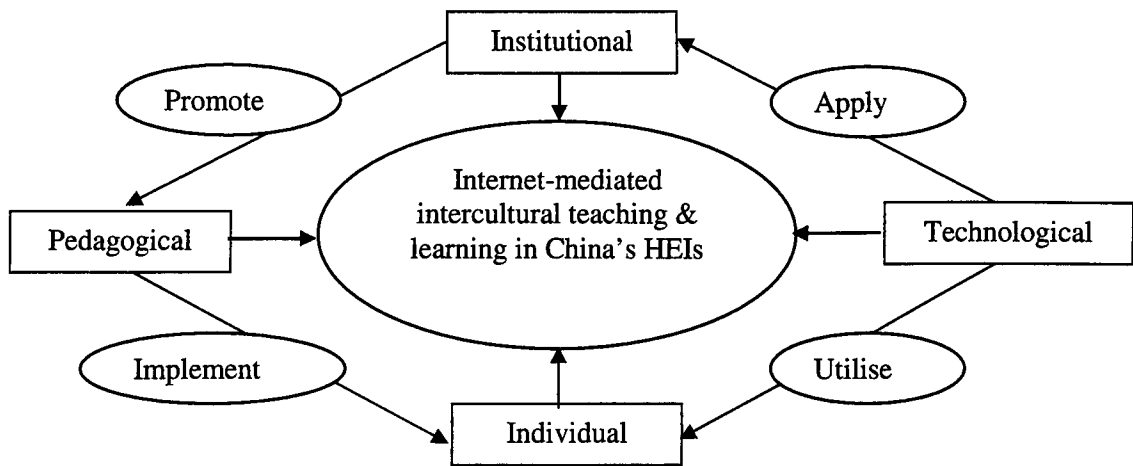 Institutional
Promote
Apply
Internet-mediated
intercultural teaching &
learning in China's HEIs
Pedagogical
Technological
Implement
Utilise
Individual